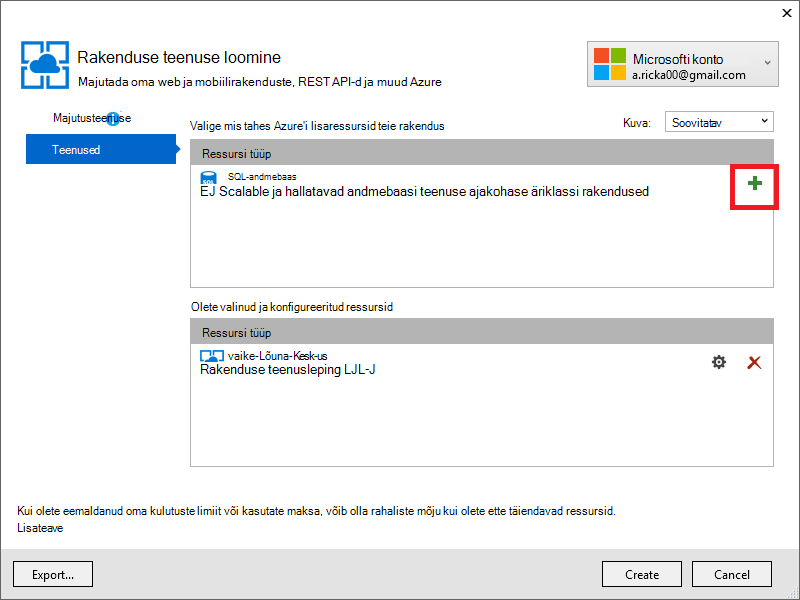 Rakenduse teenuse loomine
Majutada oma web ja mobiilirakenduste, REST API-d ja muud Azure
Microsofti konto
a.ricka00@gmail.com
Majutusteenuse
Teenused
Valige mis tahes Azure'i lisaressursid teie rakendus
Kuva:
Soovitatav
Ressursi tüüp
SQL-andmebaas
EJ Scalable ja hallatavad andmebaasi teenuse ajakohase äriklassi rakendused
Olete valinud ja konfigureeritud ressursid
Ressursi tüüp
vaike-Lõuna-Kesk-us
Rakenduse teenusleping LJL-J
Kui olete eemaldanud oma kulutuste limiit või kasutate maksa, võib olla rahaliste mõju kui olete ette täiendavad ressursid.
Lisateave
Export...
Create
Cancel